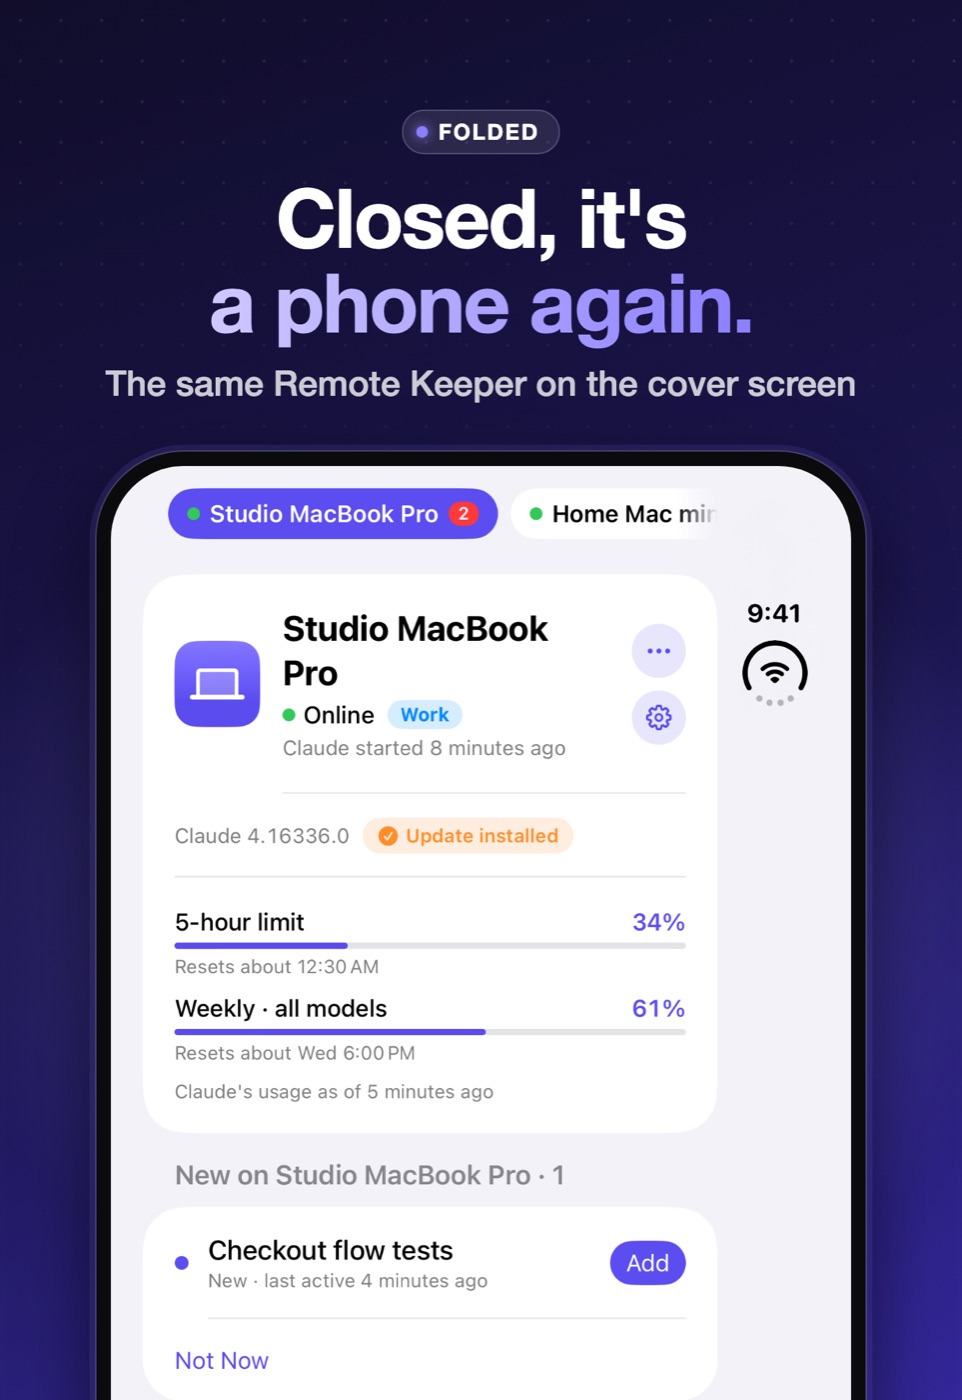 FOLDED
Closed, it's
a phone again.
The same Remote Keeper on the cover screen
Studio MacBook Pro 2
Home Mac min
9:41
Studio MacBook
Pro
Online Work
Claude started 8 minutes ago
Claude 4.16336.0 Update installed
5-hour limit 34%
Resets about 12:30 AM
Weekly · all models 61%
Resets about Wed 6:00 PM
Claude's usage as of 5 minutes ago
New on Studio MacBook Pro · 1
Checkout flow tests
New · last active 4 minutes ago
Add
Not Now